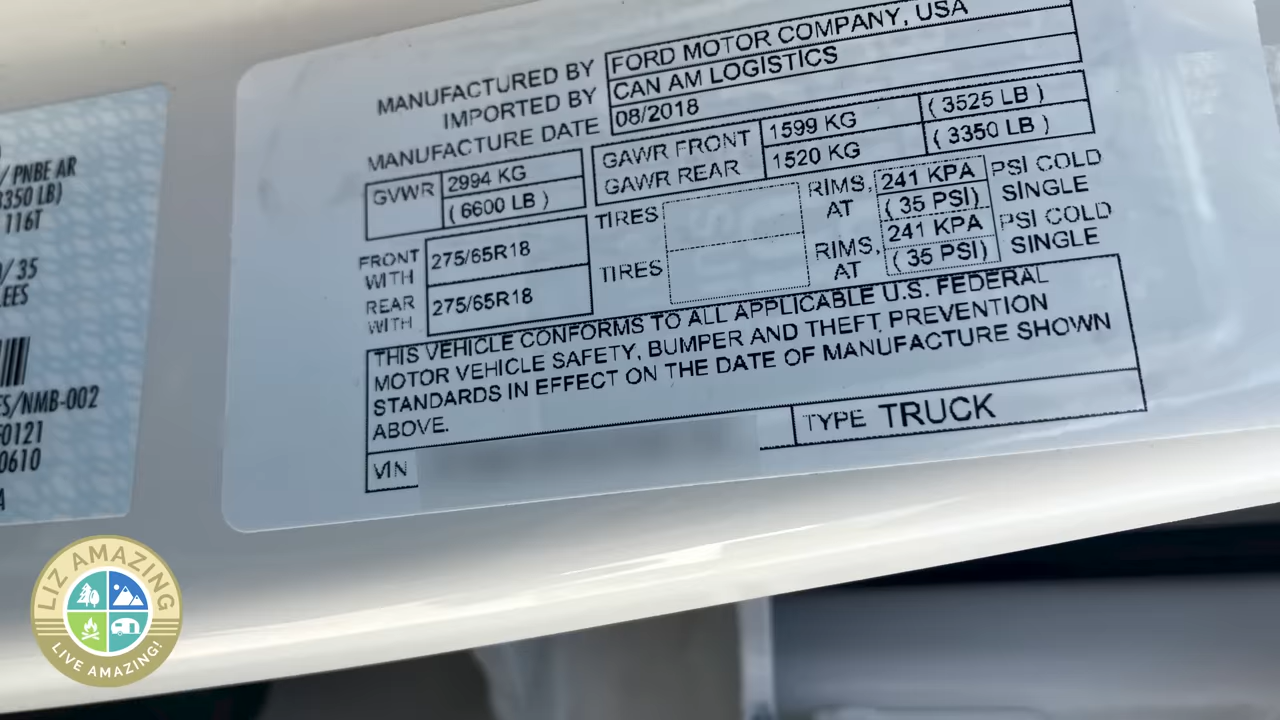 / PNBE AR
3350 LB)
116T
/ 35
EES
S/NMB-002
0121
0610
A
MANUFACTURED BY FORD MOTOR COMPANY, USA
IMPORTED BY CAN AM LOGISTICS
MANUFACTURE DATE 08/2018
GVWR 2994 KG
( 6600 LB )
GAWR FRONT 1599 KG ( 3525 LB )
GAWR REAR 1520 KG ( 3350 LB )
FRONT WITH 275/65R18 TIRES RIMS, AT 241 KPA ( 35 PSI) PSI COLD SINGLE
REAR WITH 275/65R18 TIRES RIMS, AT 241 KPA ( 35 PSI) PSI COLD SINGLE
THIS VEHICLE CONFORMS TO ALL APPLICABLE U.S. FEDERAL
MOTOR VEHICLE SAFETY, BUMPER AND THEFT PREVENTION
STANDARDS IN EFFECT ON THE DATE OF MANUFACTURE SHOWN
ABOVE.
VIN
TYPE TRUCK
LIZ AMAZING
LIVE AMAZING!